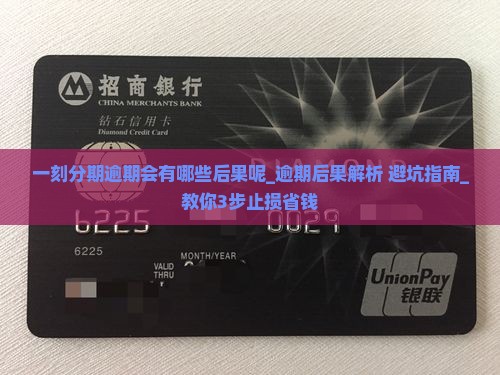 招商銀行
CHINA MERCHANTS BANK
钻石信用卡
Diamond Credit Card
一刻分期逾期会有哪些后果呢_逾期后果解析 避坑指南_
教你3步止损省钱
6225 0029
6225
MONTH/YEAR
VALID
THRU
UnionPay
银联